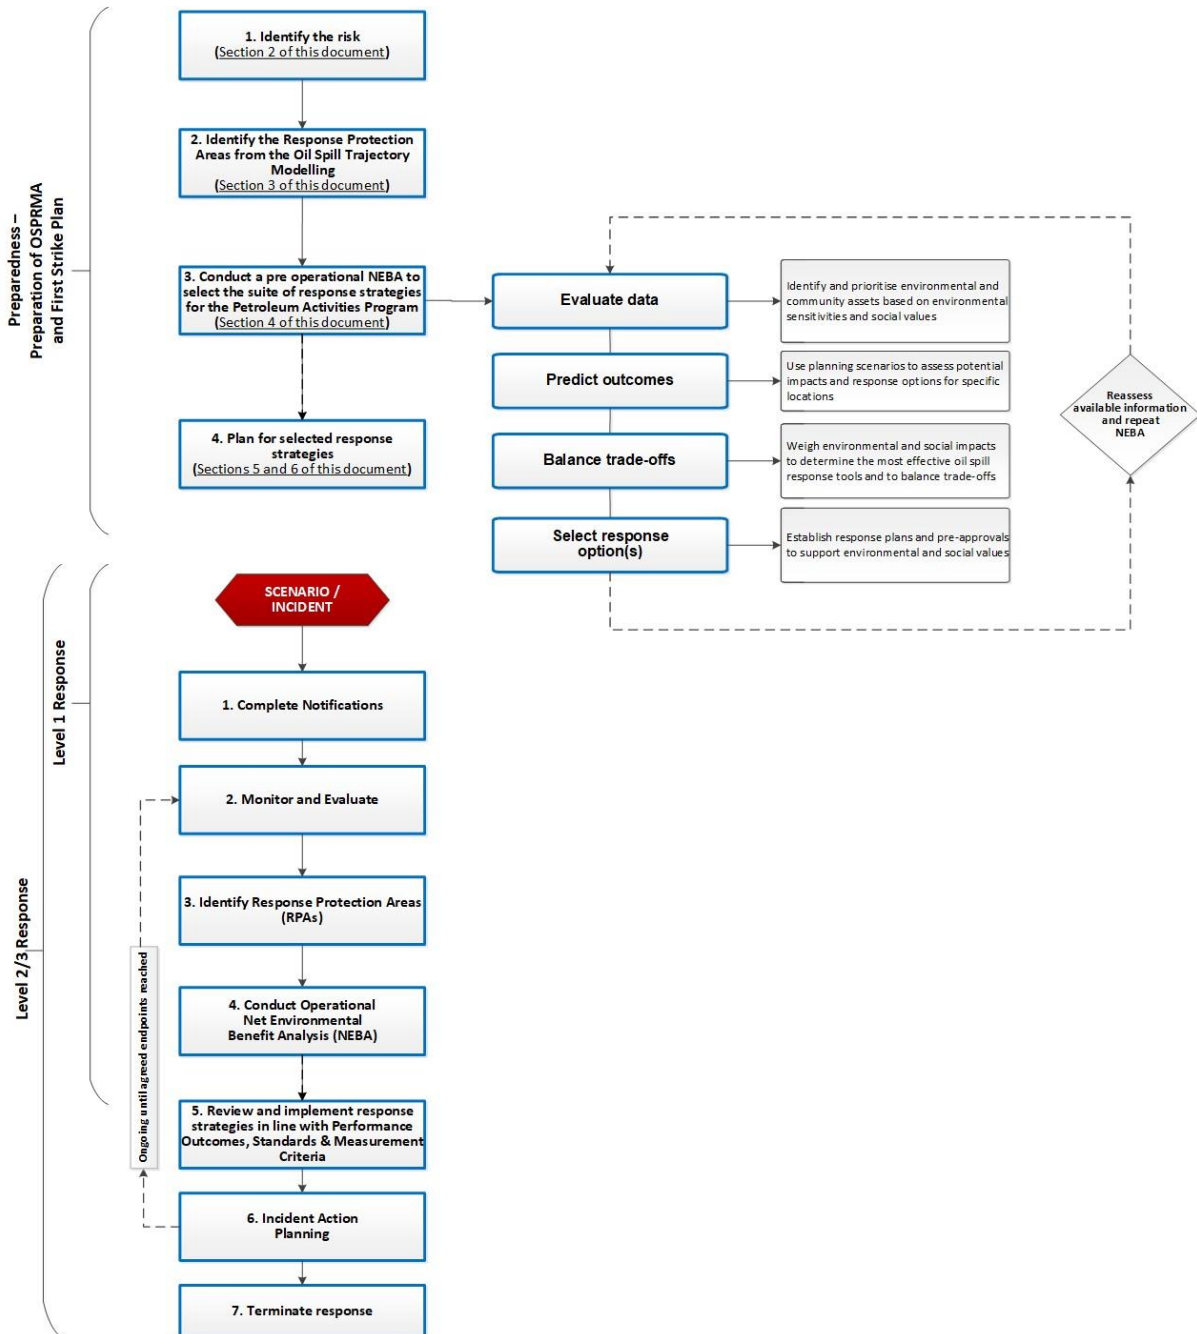 Preparedness –
Preparation of OSPRMA
and First Strike Plan
1. Identify the risk
(Section 2 of this document)
2. Identify the Response Protection
Areas from the Oil Spill Trajectory
Modelling
(Section 3 of this document)
3. Conduct a pre operational NEBA to
select the suite of response strategies
for the Petroleum Activities Program
(Section 4 of this document)
4. Plan for selected response
strategies
(Sections 5 and 6 of this document)
Evaluate data
Identify and prioritise environmental and
community assets based on environmental
sensitivities and social values
Predict outcomes
Use planning scenarios to assess potential
impacts and response options for specific
locations
Balance trade-offs
Weigh environmental and social impacts
to determine the most effective oil spill
response tools and to balance trade-offs
Select response
option(s)
Establish response plans and pre-approvals
to support environmental and social values
Reassess
available information
and repeat
NEBA
Level 2/3 Response
Level 1 Response
SCENARIO /
INCIDENT
1. Complete Notifications
2. Monitor and Evaluate
3. Identify Response Protection Areas
(RPAs)
4. Conduct Operational
Net Environmental
Benefit Analysis (NEBA)
5. Review and implement response
strategies in line with Performance
Outcomes, Standards & Measurement
Criteria
6. Incident Action
Planning
7. Terminate response
Ongoing until agreed endpoints reached